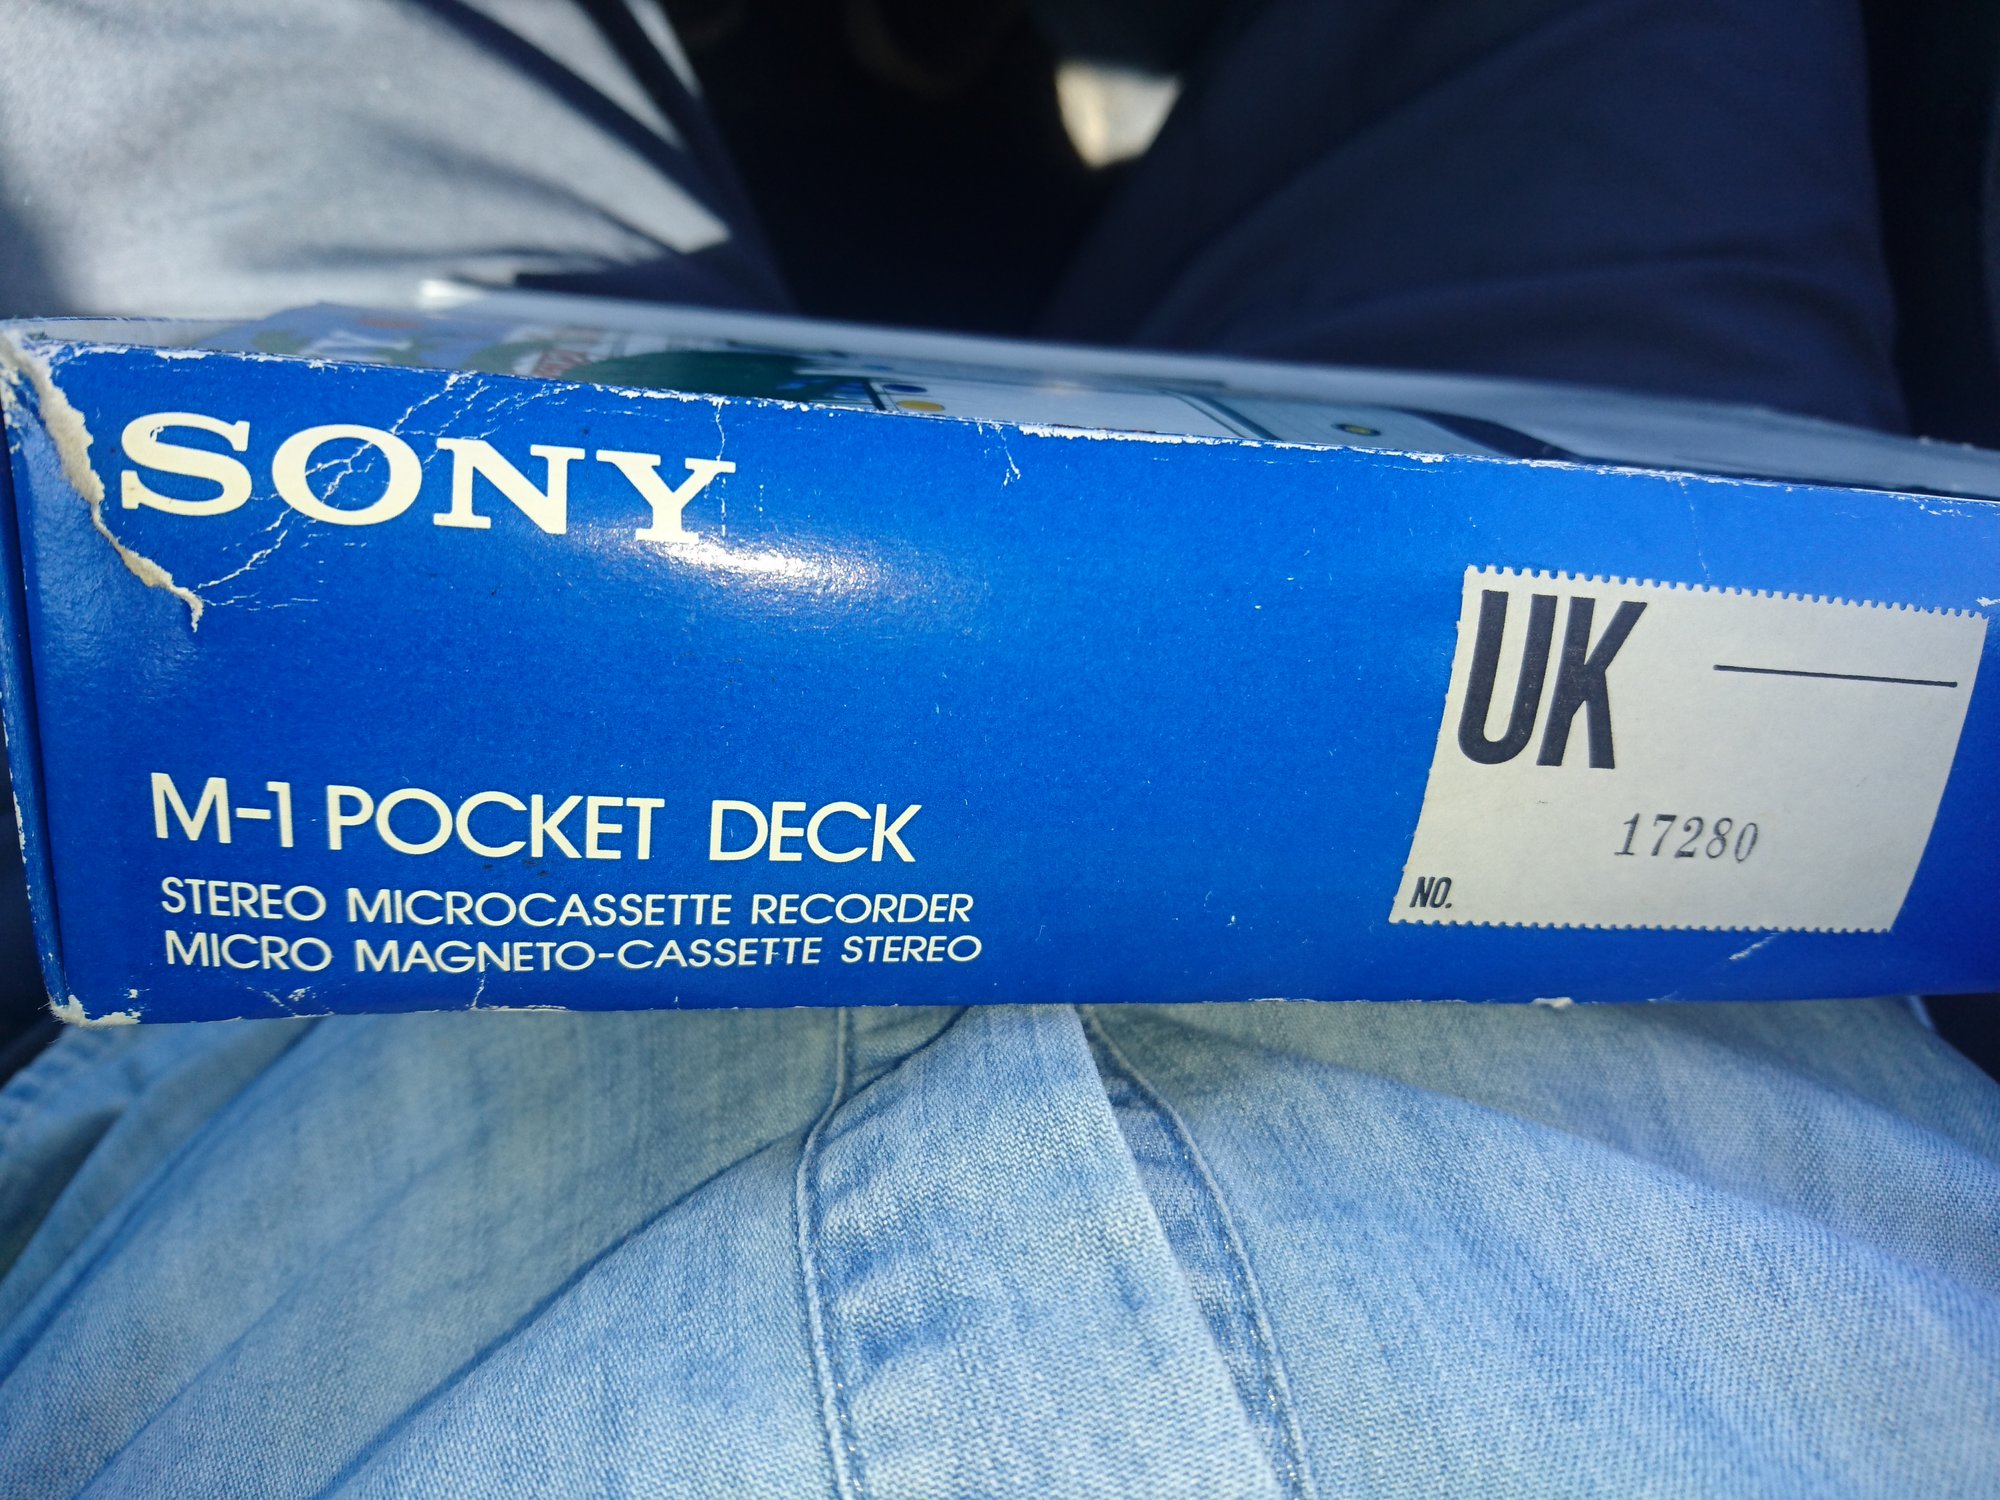 SONY
M-1 POCKET DECK
STEREO MICROCASSETTE RECORDER
MICRO MAGNETO-CASSETTE STEREO
UK
17280
NO.